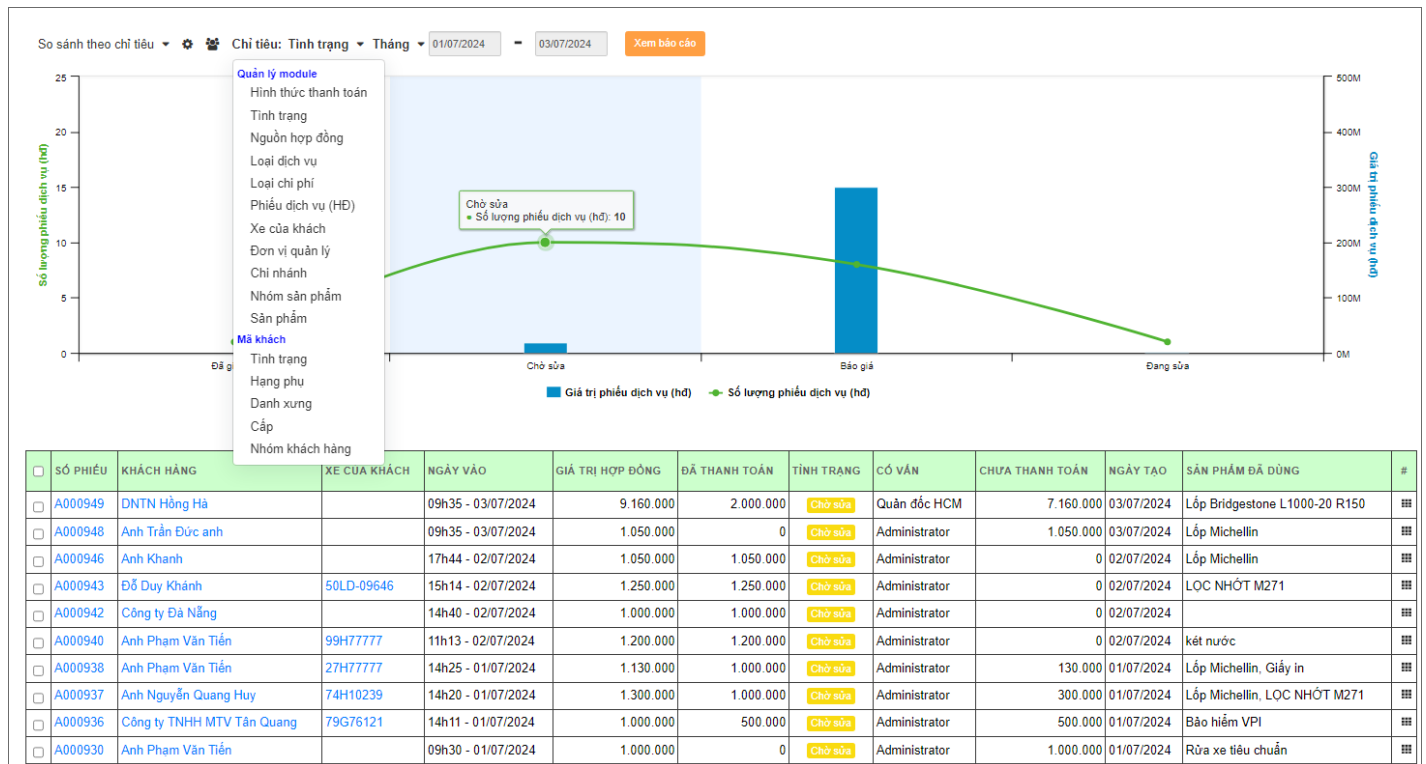 So sánh theo chỉ tiêu Chỉ tiêu: Tình trạng Tháng 01/07/2024 - 03/07/2024 Xem báo cáo
Quản lý module
Hình thức thanh toán
Tình trạng
Nguồn hợp đồng
Loại dịch vụ
Loại chi phí
Phiếu dịch vụ (HĐ)
Xe của khách
Đơn vị quản lý
Chi nhánh
Nhóm sản phẩm
Sản phẩm
Mã khách
Tình trạng
Hạng phụ
Danh xưng
Cấp
Nhóm khách hàng
Số lượng phiếu dịch vụ (hđ)
25
20
15
10
5
0
Chờ sửa
Số lượng phiếu dịch vụ (hđ): 10
500M
400M
300M
200M
100M
0M
Giá trị phiếu dịch vụ (hđ)
Đã g Chờ sửa Báo giá Đang sửa
Giá trị phiếu dịch vụ (hđ) Số lượng phiếu dịch vụ (hđ)
SỐ PHIẾU KHÁCH HÀNG XE CỦA KHÁCH NGÀY VÀO GIÁ TRỊ HỢP ĐỒNG ĐÃ THANH TOÁN TÌNH TRẠNG CỐ VẤN CHƯA THANH TOÁN NGÀY TẠO SẢN PHẨM ĐÃ DÙNG #
A000949 DNTN Hồng Hà 09h35 - 03/07/2024 9.160.000 2.000.000 Chờ sửa Quản đốc HCM 7.160.000 03/07/2024 Lốp Bridgestone L1000-20 R150
A000948 Anh Trần Đức anh 09h35 - 03/07/2024 1.050.000 0 Chờ sửa Administrator 1.050.000 03/07/2024 Lốp Michellin
A000946 Anh Khanh 17h44 - 02/07/2024 1.050.000 1.050.000 Chờ sửa Administrator 0 02/07/2024 Lốp Michellin
A000943 Đỗ Duy Khánh 50LD-09646 15h14 - 02/07/2024 1.250.000 1.250.000 Chờ sửa Administrator 0 02/07/2024 LỌC NHỚT M271
A000942 Công ty Đà Nẵng 14h40 - 02/07/2024 1.000.000 1.000.000 Chờ sửa Administrator 0 02/07/2024
A000940 Anh Phạm Văn Tiến 99H77777 11h13 - 02/07/2024 1.200.000 1.200.000 Chờ sửa Administrator 0 02/07/2024 két nước
A000938 Anh Phạm Văn Tiến 27H77777 14h25 - 01/07/2024 1.130.000 1.000.000 Chờ sửa Administrator 130.000 01/07/2024 Lốp Michellin, Giấy in
A000937 Anh Nguyễn Quang Huy 74H10239 14h20 - 01/07/2024 1.300.000 1.000.000 Chờ sửa Administrator 300.000 01/07/2024 Lốp Michellin, LỌC NHỚT M271
A000936 Công ty TNHH MTV Tân Quang 79G76121 14h11 - 01/07/2024 1.000.000 500.000 Chờ sửa Administrator 500.000 01/07/2024 Bảo hiểm VPI
A000930 Anh Phạm Văn Tiến 09h30 - 01/07/2024 1.000.000 0 Chờ sửa Administrator 1.000.000 01/07/2024 Rửa xe tiêu chuẩn